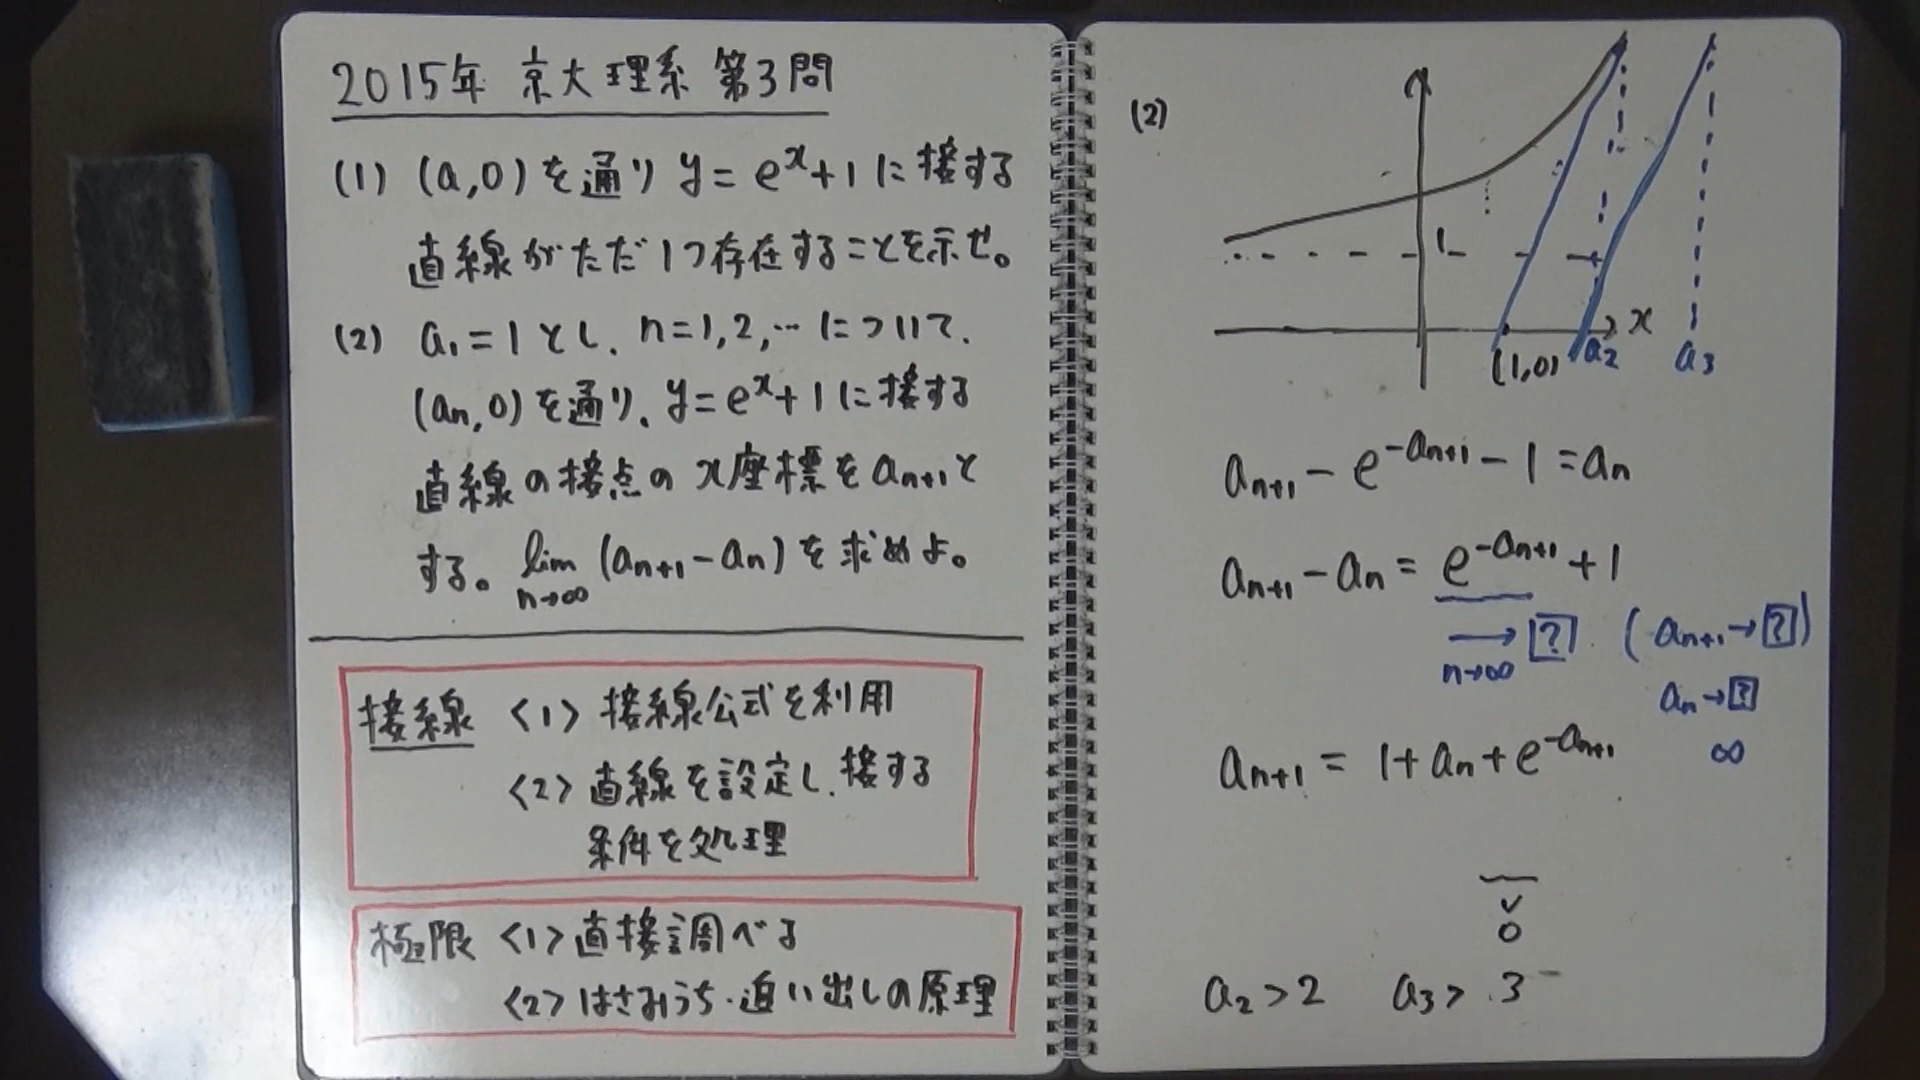 2015年 京大理系 第3問
(1) (a,0)を通り y=e^x+1に接する
直線がただ1つ存在することを示せ。
(2) a₁=1とし、n=1,2,…について、
(aₙ,0)を通り、y=e^x+1に接する
直線の接点のx座標をaₙ₊₁と
する。lim (aₙ₊₁-aₙ)を求めよ。
n→∞
接線 <1> 接線公式を利用
<2> 直線を設定し、接する
条件を処理
極限 <1> 直接調べる
<2> はさみうち・追い出しの原理
(2)
1
x
(1,0) a₂ a₃
aₙ₊₁-e^{-aₙ₊₁}-1=aₙ
aₙ₊₁-aₙ=e^{-aₙ₊₁}+1
→ [?] (aₙ₊₁→[?])
n→∞ aₙ→[?]
∞
aₙ₊₁=1+aₙ+e^{-aₙ₊₁}
∨
0
a₂>2 a₃>3